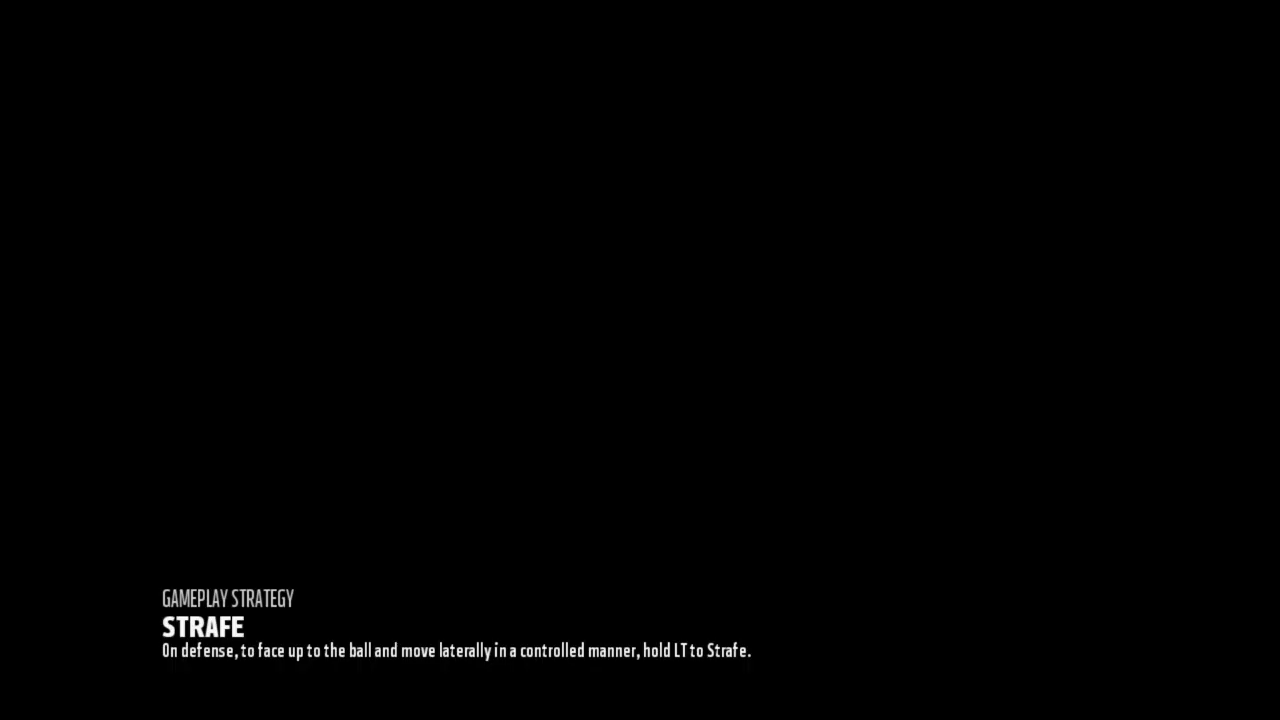 GAMEPLAY STRATEGY
STRAFE
On defense, to face up to the ball and move laterally in a controlled manner, hold LT to Strafe.